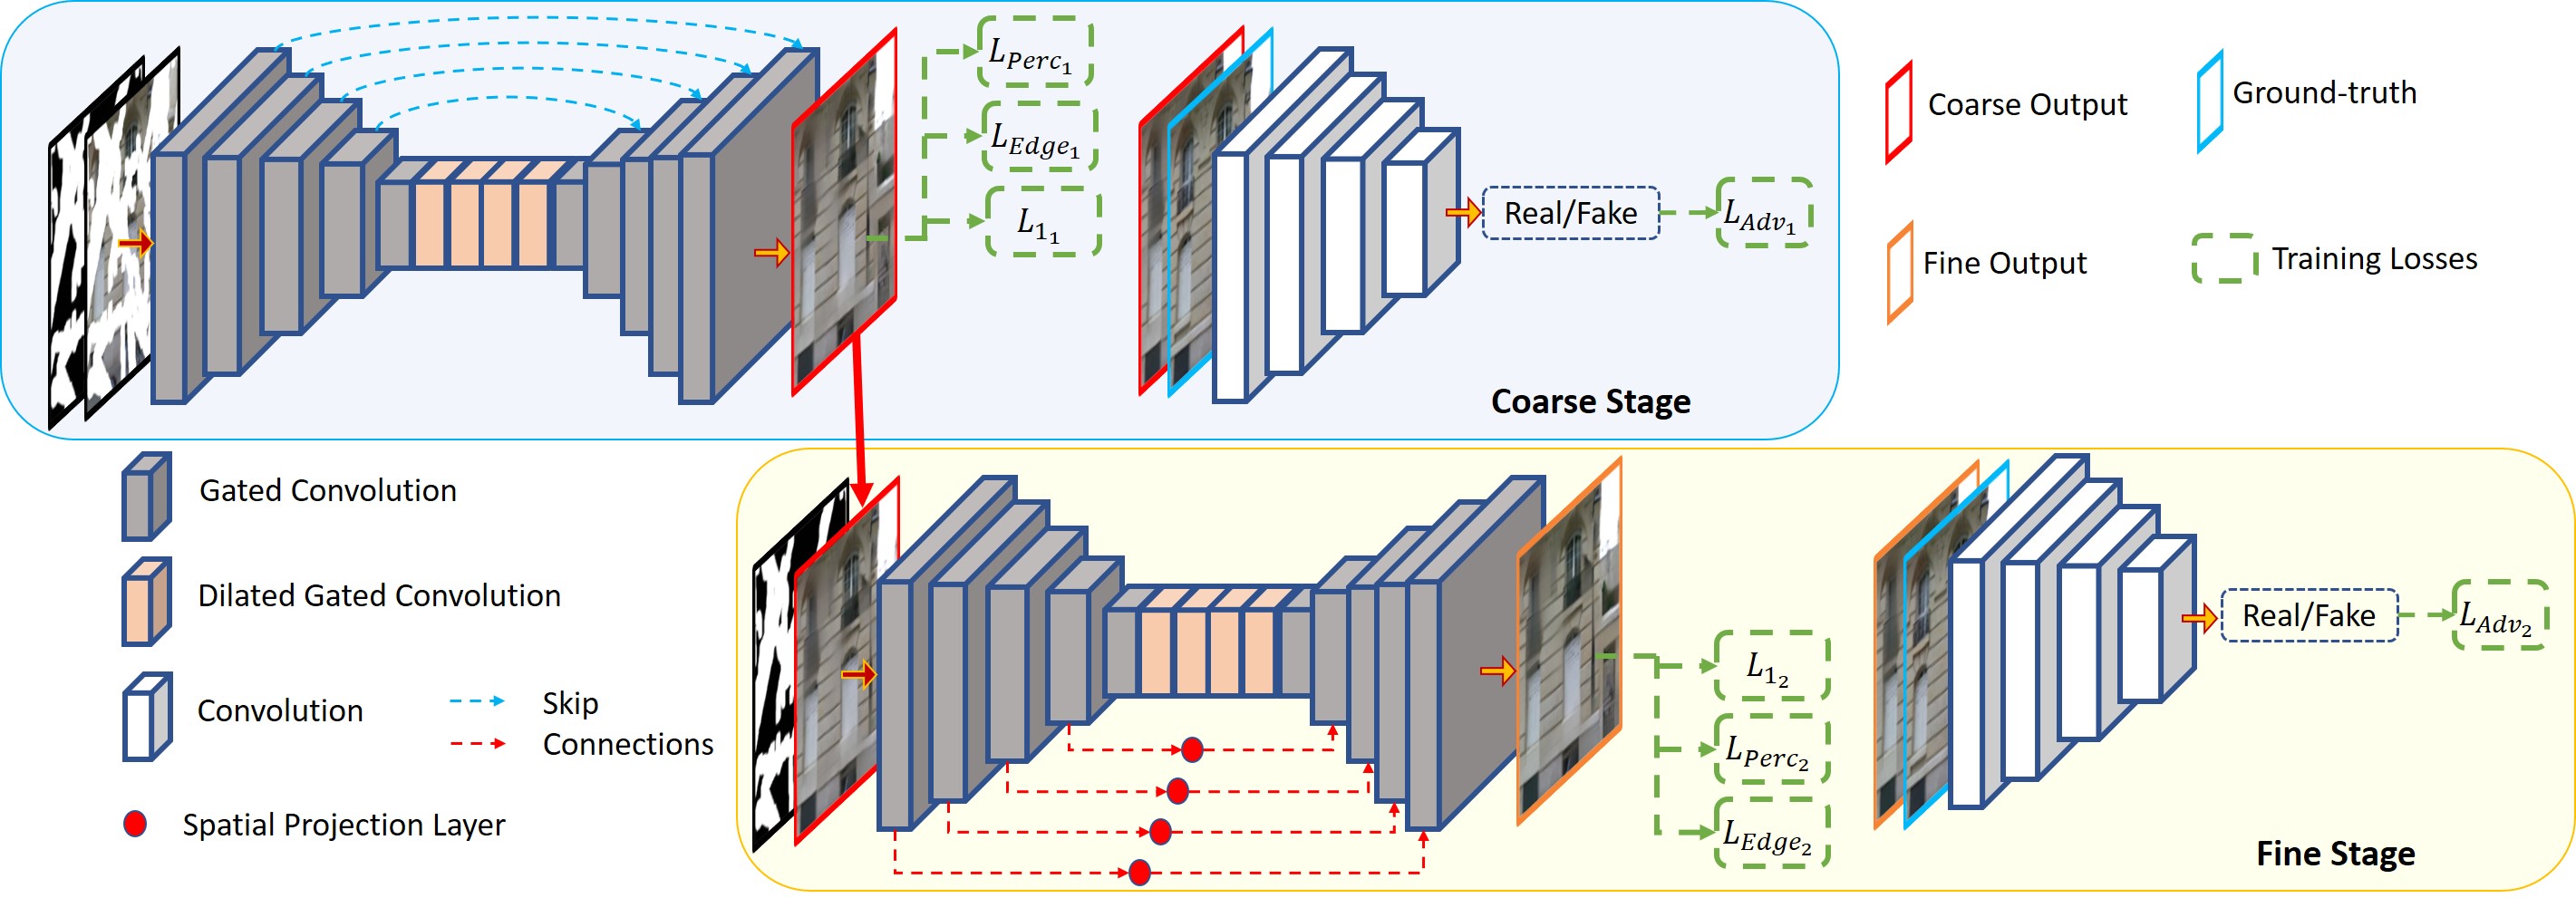 L_{Perc_1}
L_{Edge_1}
L_{1_1}
Real/Fake
L_{Adv_1}
Coarse Stage
Coarse Output
Ground-truth
Fine Output
Training Losses
Gated Convolution
Dilated Gated Convolution
Convolution
Skip
Connections
Spatial Projection Layer
L_{1_2}
L_{Perc_2}
L_{Edge_2}
Real/Fake
L_{Adv_2}
Fine Stage